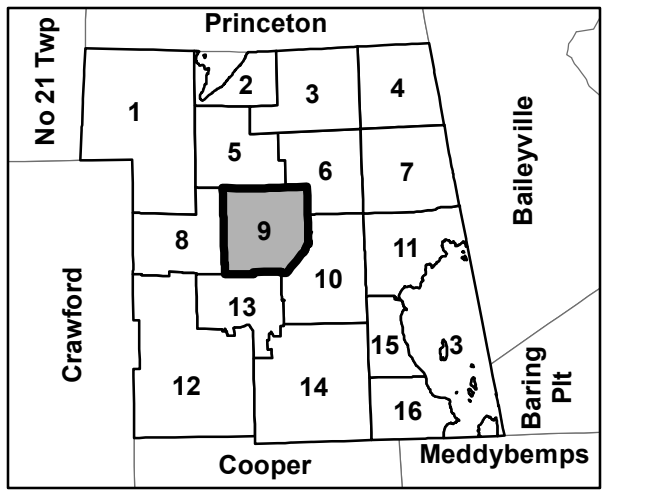 Princeton
No 21 Twp
1
2
3
4
5
6
7
Baileyville
8
9
10
11
Crawford
13
15
3
12
14
16
Baring
Plt
Cooper
Meddybemps